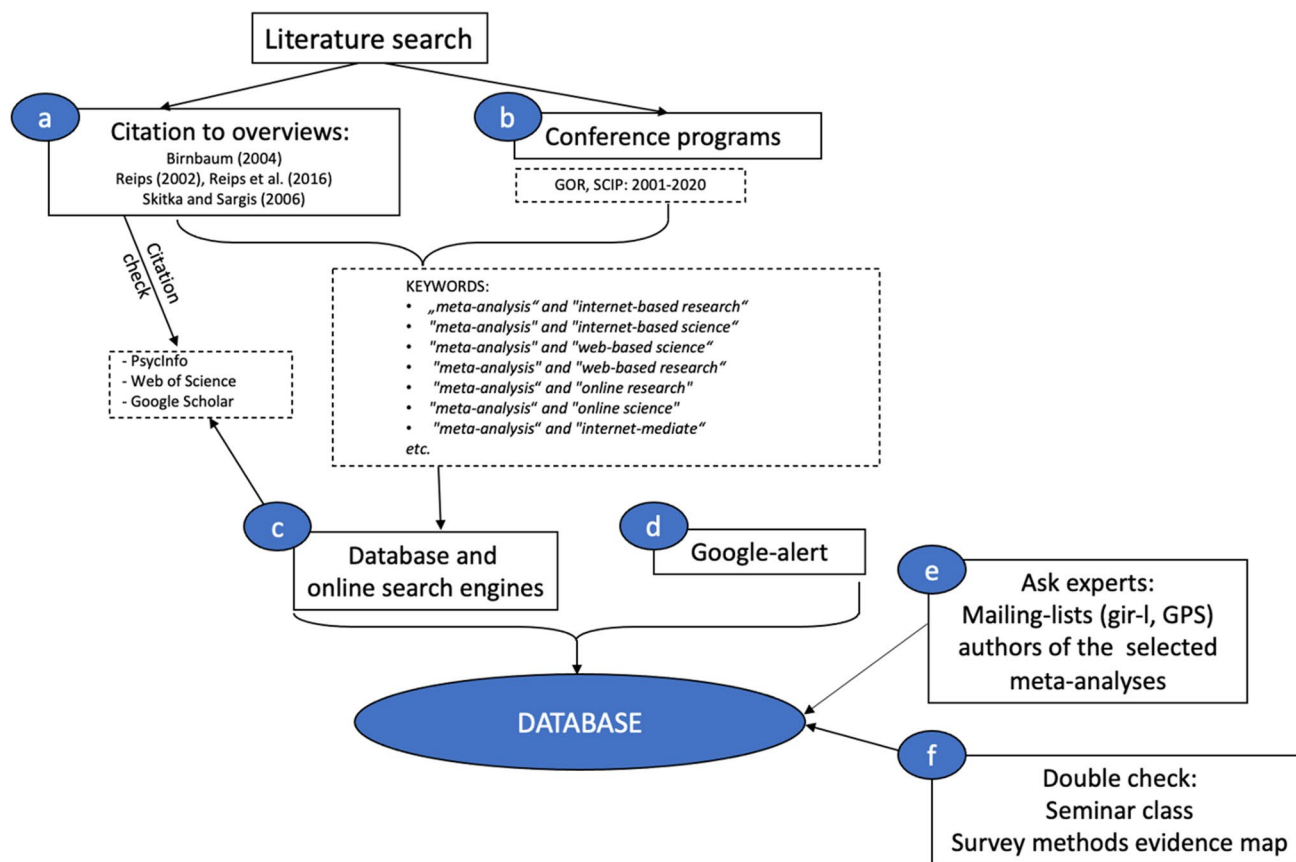 Literature search
a
Citation to overviews:
Birnbaum (2004)
Reips (2002), Reips et al. (2016)
Skitka and Sargis (2006)
b
Conference programs
GOR, SCIP: 2001-2020
Citation
check
- PsycInfo
- Web of Science
- Google Scholar
KEYWORDS:
• „meta-analysis“ and "internet-based research“
• "meta-analysis" and "internet-based science“
• "meta-analysis" and "web-based science“
• "meta-analysis" and "web-based research“
• "meta-analysis“ and "online research"
• "meta-analysis“ and "online science"
• "meta-analysis“ and "internet-mediate“
etc.
c
Database and
online search engines
d
Google-alert
e
Ask experts:
Mailing-lists (gir-l, GPS)
authors of the selected
meta-analyses
DATABASE
f
Double check:
Seminar class
Survey methods evidence map